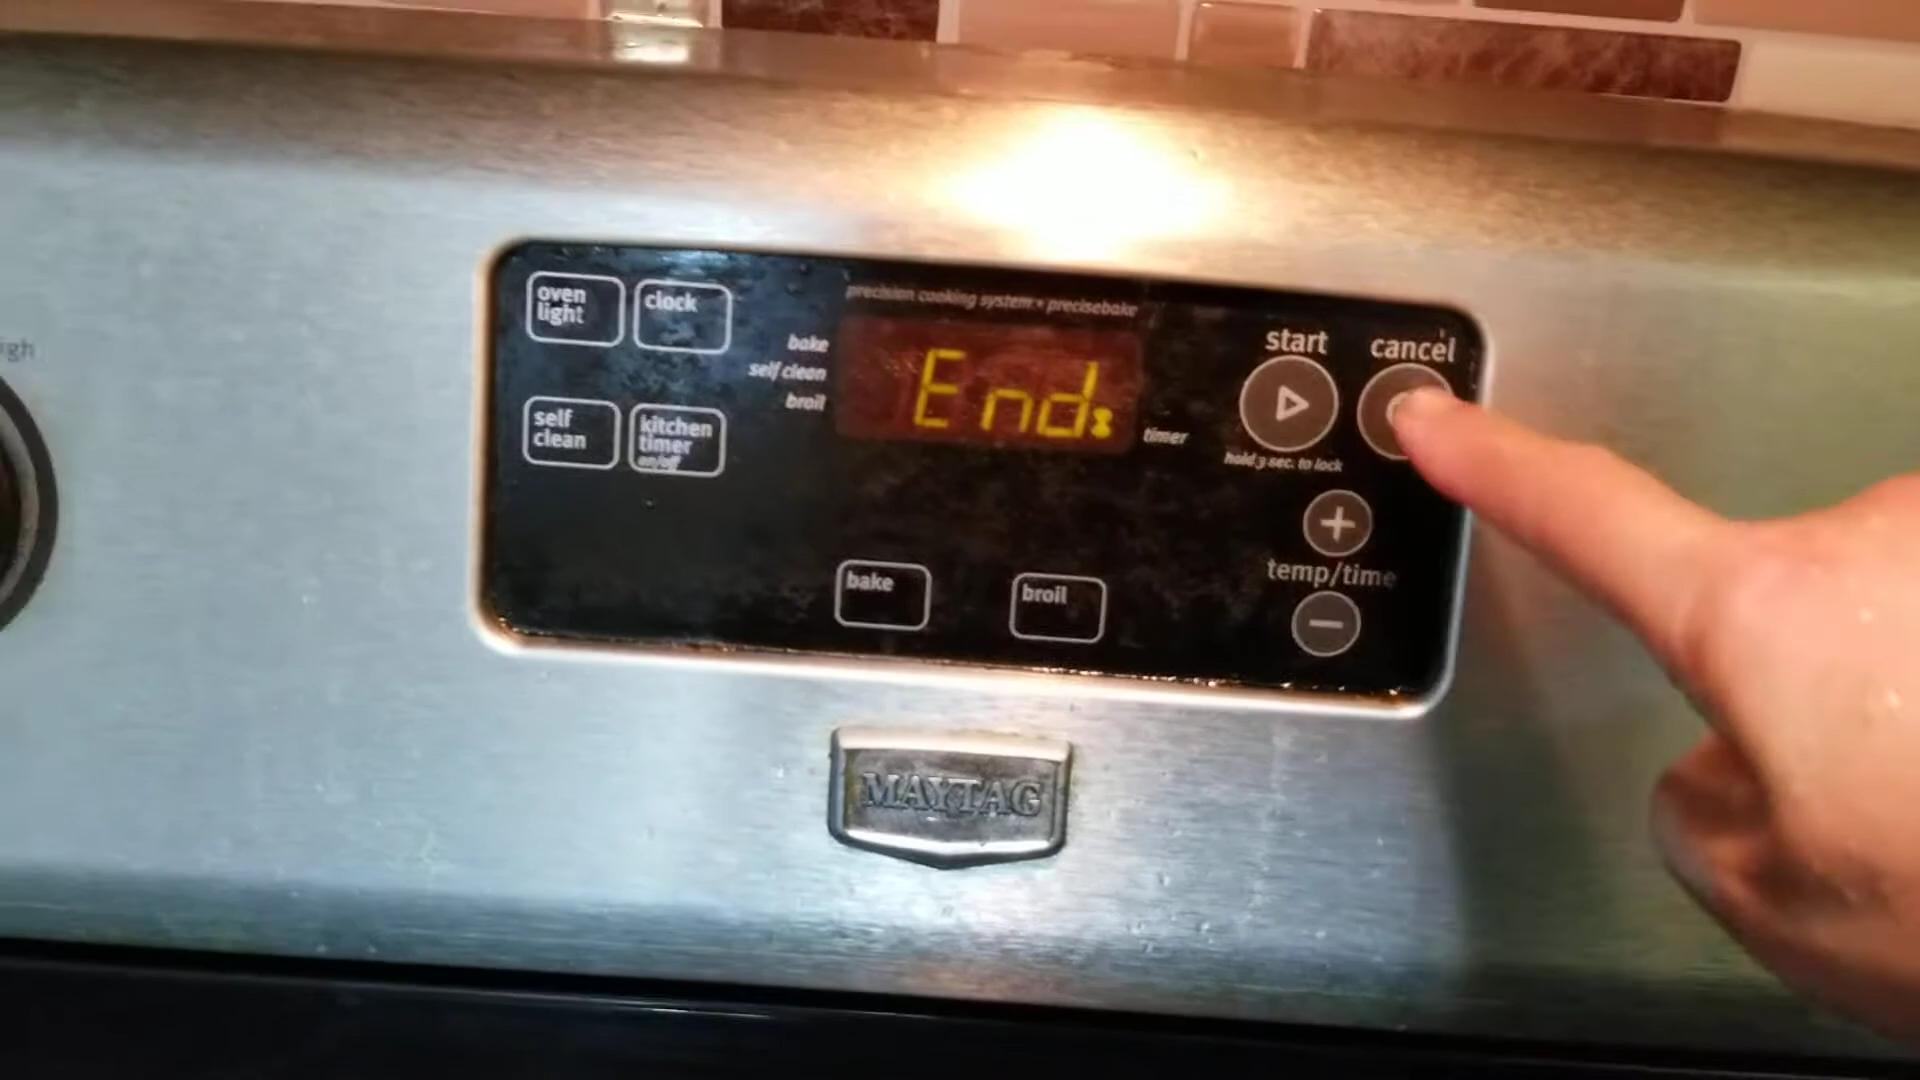 igh
oven
light
clock
self
clean
kitchen
timer
on/off
precision cooking system • precisebake
bake
self clean
broil
End
timer
start
hold 3 sec. to lock
cancel
temp/time
bake
broil
MAYTAG